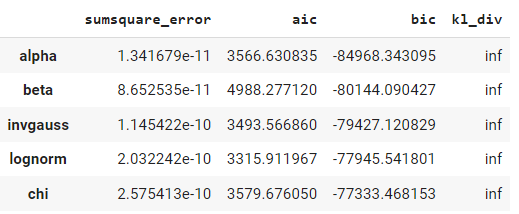 sumsquare_error aic bic kl_div
alpha 1.341679e-11 3566.630835 -84968.343095 inf
beta 8.652535e-11 4988.277120 -80144.090427 inf
invgauss 1.145422e-10 3493.566860 -79427.120829 inf
lognorm 2.032242e-10 3315.911967 -77945.541801 inf
chi 2.575413e-10 3579.676050 -77333.468153 inf